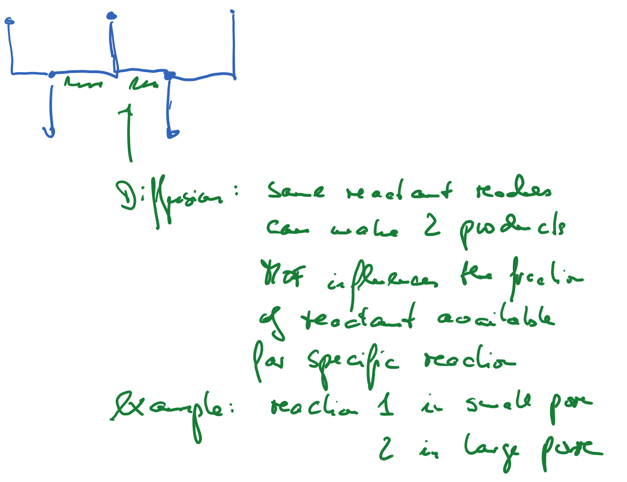 Diffusion: same reactant reaches
can make 2 products
influences the fraction
of reactant available
for specific reaction
Example: reaction 1 in small pore
2 in large pore